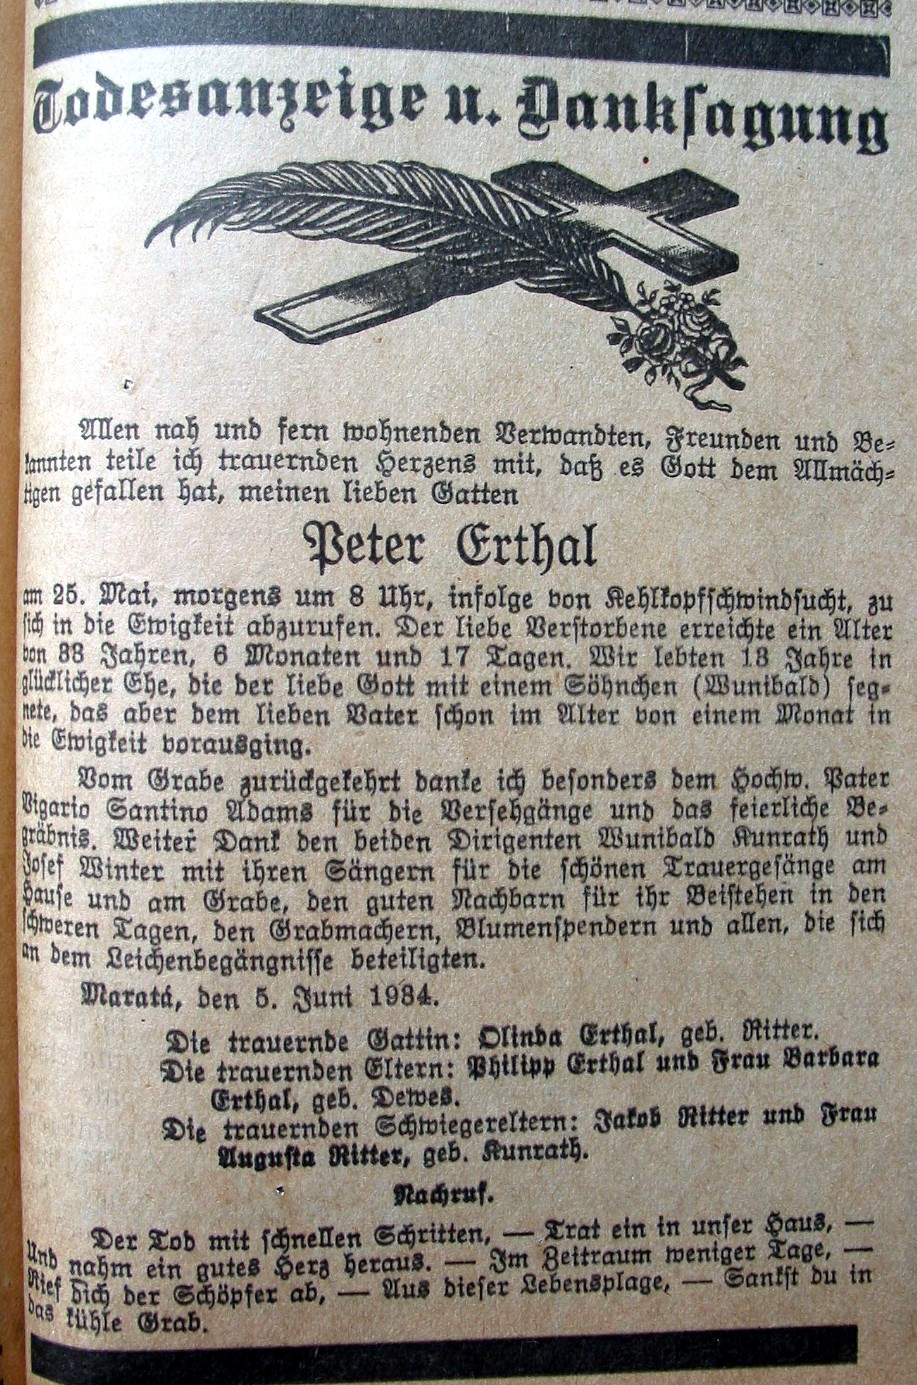 Todesanzeige u. Danksagung
Allen nah und fern wohnenden Verwandten, Freunden und Be-
kannten teile ich trauernden Herzens mit, daß es Gott dem Allmäch-
tigen gefallen hat, meinen lieben Gatten
Peter Erthal
am 25. Mai, morgens um 8 Uhr, infolge von Kehlkopfschwindsucht, zu
sich in die Ewigkeit abzurufen. Der liebe Verstorbene erreichte ein Alter
von 38 Jahren, 6 Monaten und 17 Tagen. Wir lebten 13 Jahre in
glücklicher Ehe, die der liebe Gott mit einem Söhnchen (Wunibald) seg-
nete, das aber dem lieben Vater schon im Alter von einem Monat in
die Ewigkeit vorausging.
Vom Grabe zurückgekehrt danke ich besonders dem Hochw. Pater
Vigario Santino Adams für die Versehgänge und das feierliche Be-
gräbnis. Weiter Dank den beiden Dirigenten Wunibald Kunrath und
Josef Winter mit ihren Sängern für die schönen Trauergesänge am
Hause und am Grabe, den guten Nachbarn für ihr Beistehen in den
schweren Tagen, den Grabmachern, Blumenspendern und allen, die sich
an dem Leichenbegängnisse beteiligten.
Maratá, den 5. Juni 1934.
Die trauernde Gattin: Olinda Erthal, geb. Ritter.
Die trauernden Eltern: Philipp Erthal und Frau Barbara
Erthal, geb. Dewes.
Die trauernden Schwiegereltern: Jakob Ritter und Frau
Augusta Ritter, geb. Kunrath.
Nachruf.
Der Tod mit schnellen Schritten, — Trat ein in unser Haus, —
Und nahm ein gutes Herz heraus. — Im Zeitraum weniger Tage, —
Rief Dich der Schöpfer ab, — Aus dieser Lebensplage, — Sankst du in
das kühle Grab.